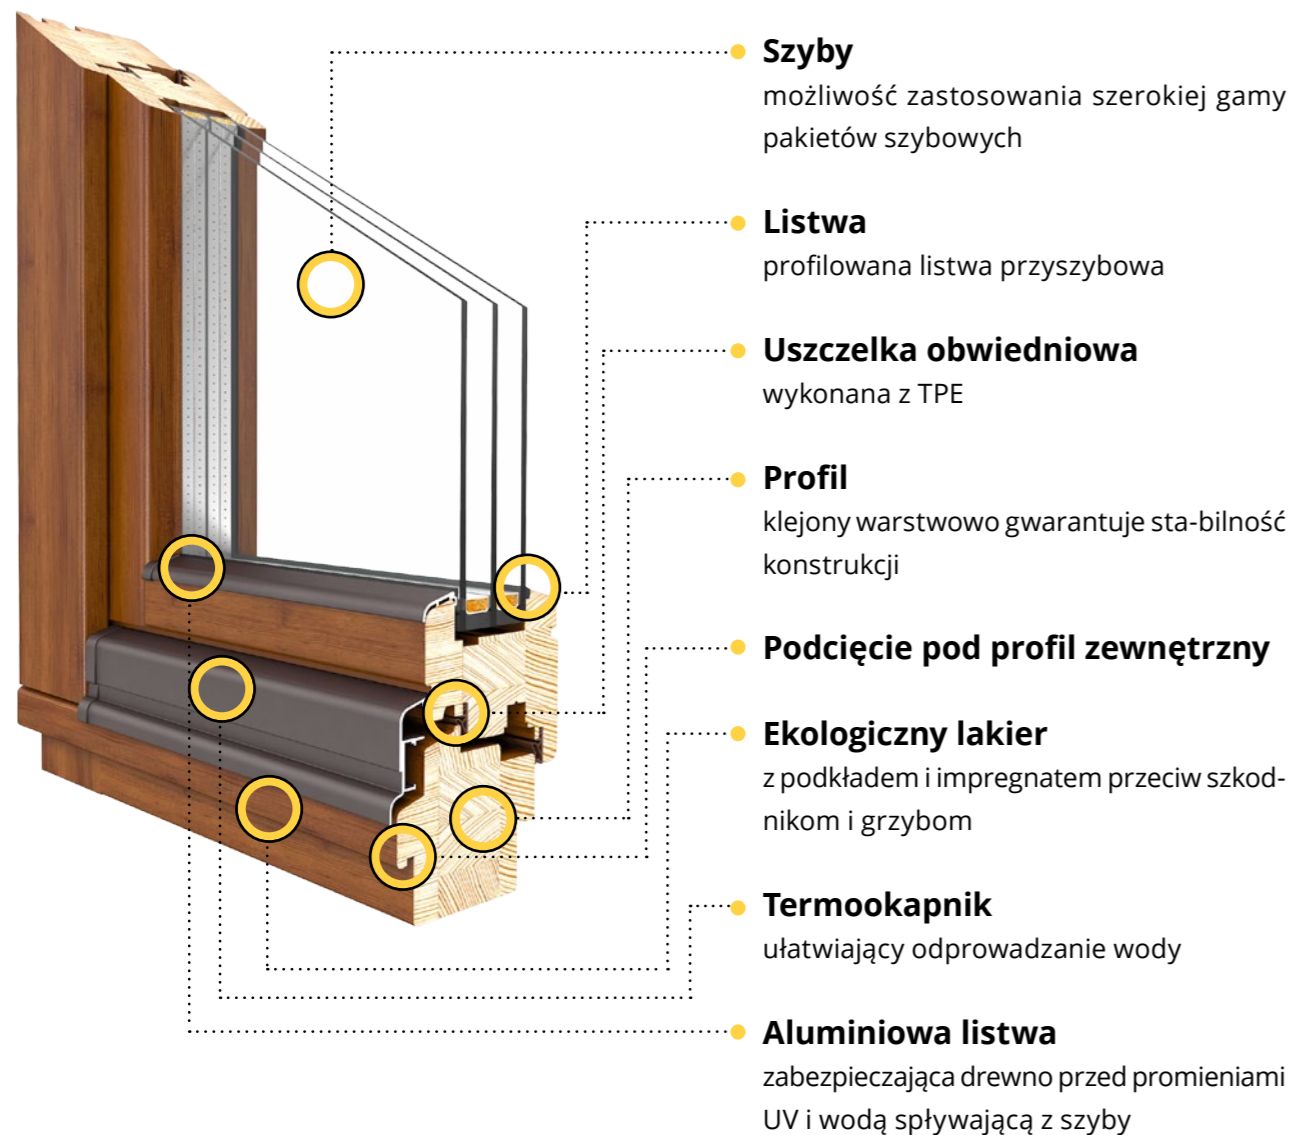 Szyby
możliwość zastosowania szerokiej gamy
pakietów szybowych
Listwa
profilowana listwa przyszybowa
Uszczelka obwiedniowa
wykonana z TPE
Profil
klejony warstwowo gwarantuje sta-bilność
konstrukcji
Podcięcie pod profil zewnętrzny
Ekologiczny lakier
z podkładem i impregnatem przeciw szkod-
nikom i grzybom
Termookapnik
ułatwiający odprowadzanie wody
Aluminiowa listwa
zabezpieczająca drewno przed promieniami
UV i wodą spływającą z szyby